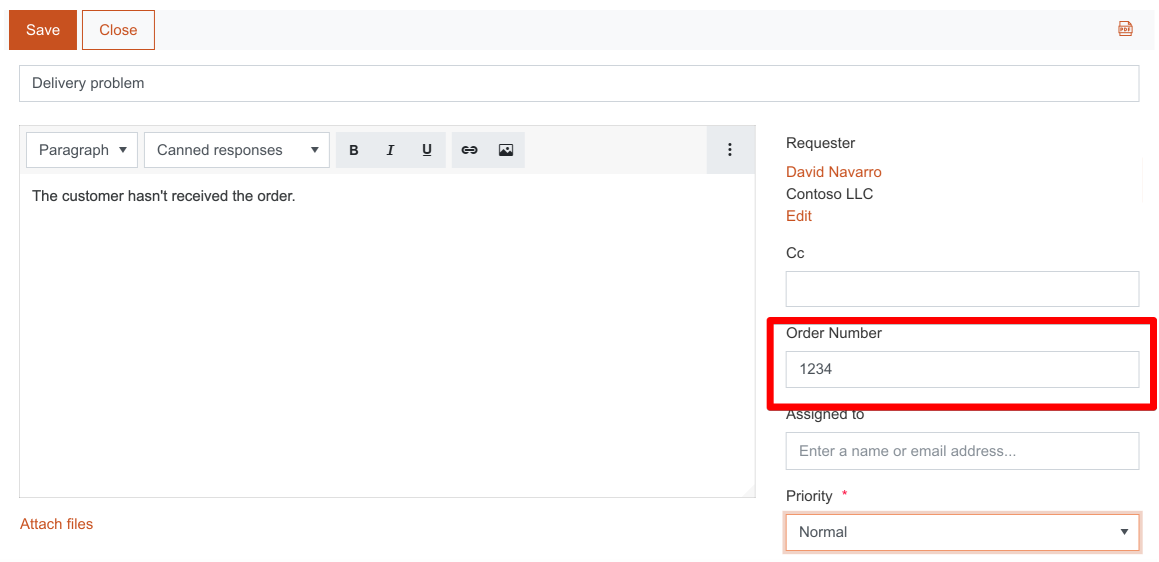 Save
Close
PDF
Delivery problem
Paragraph
Canned responses
B I U
The customer hasn't received the order.
Attach files
Requester
David Navarro
Contoso LLC
Edit
Cc
Order Number
1234
Assigned to
Enter a name or email address...
Priority *
Normal